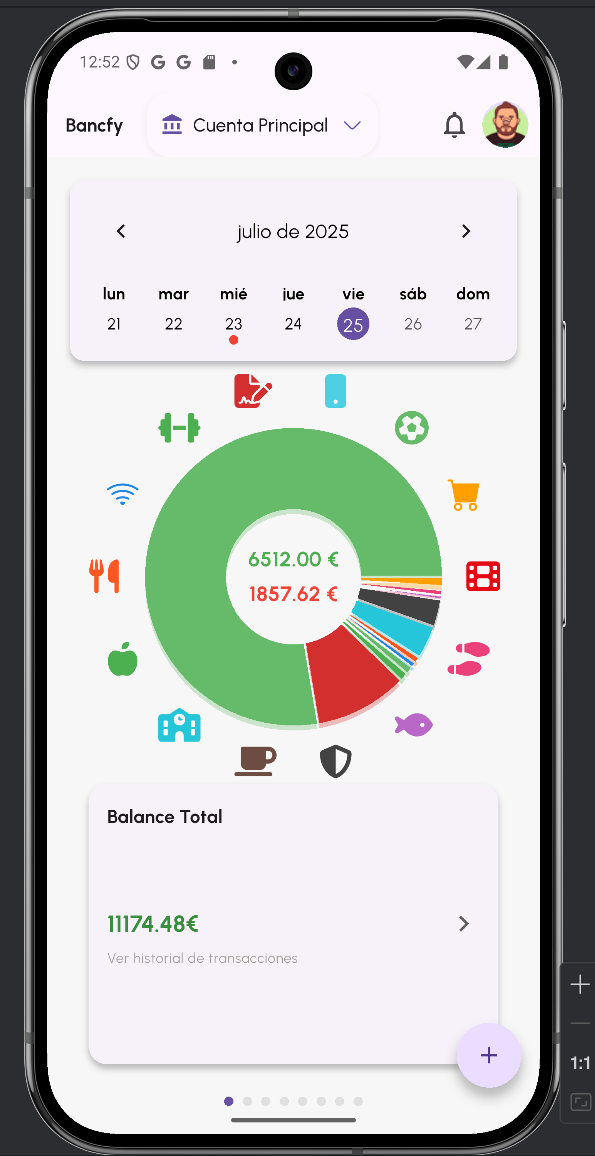 12:52
Bancfy
Cuenta Principal
julio de 2025
lun mar mié jue vie sáb dom
21 22 23 24 25 26 27
6512.00 €
1857.62 €
Balance Total
11174.48€
Ver historial de transacciones
+
1:1